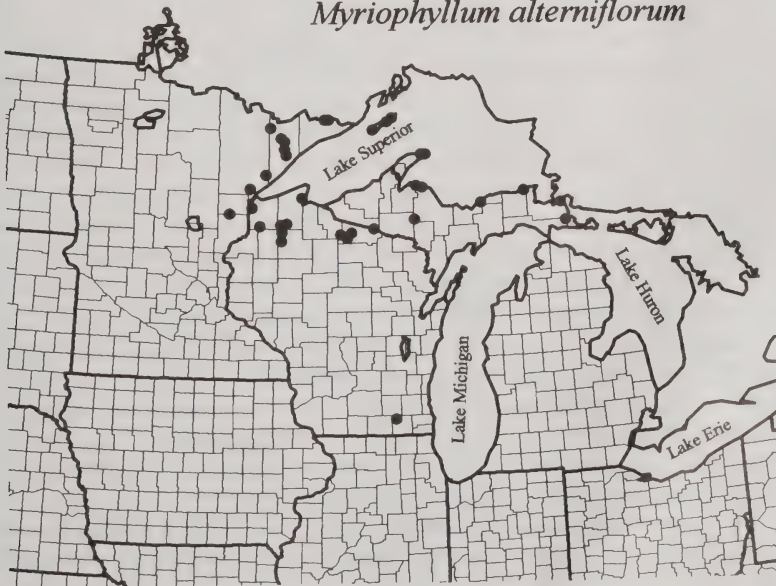 Myriophyllum alterniflorum
Lake Superior
Lake Huron
Lake Michigan
Lake Erie